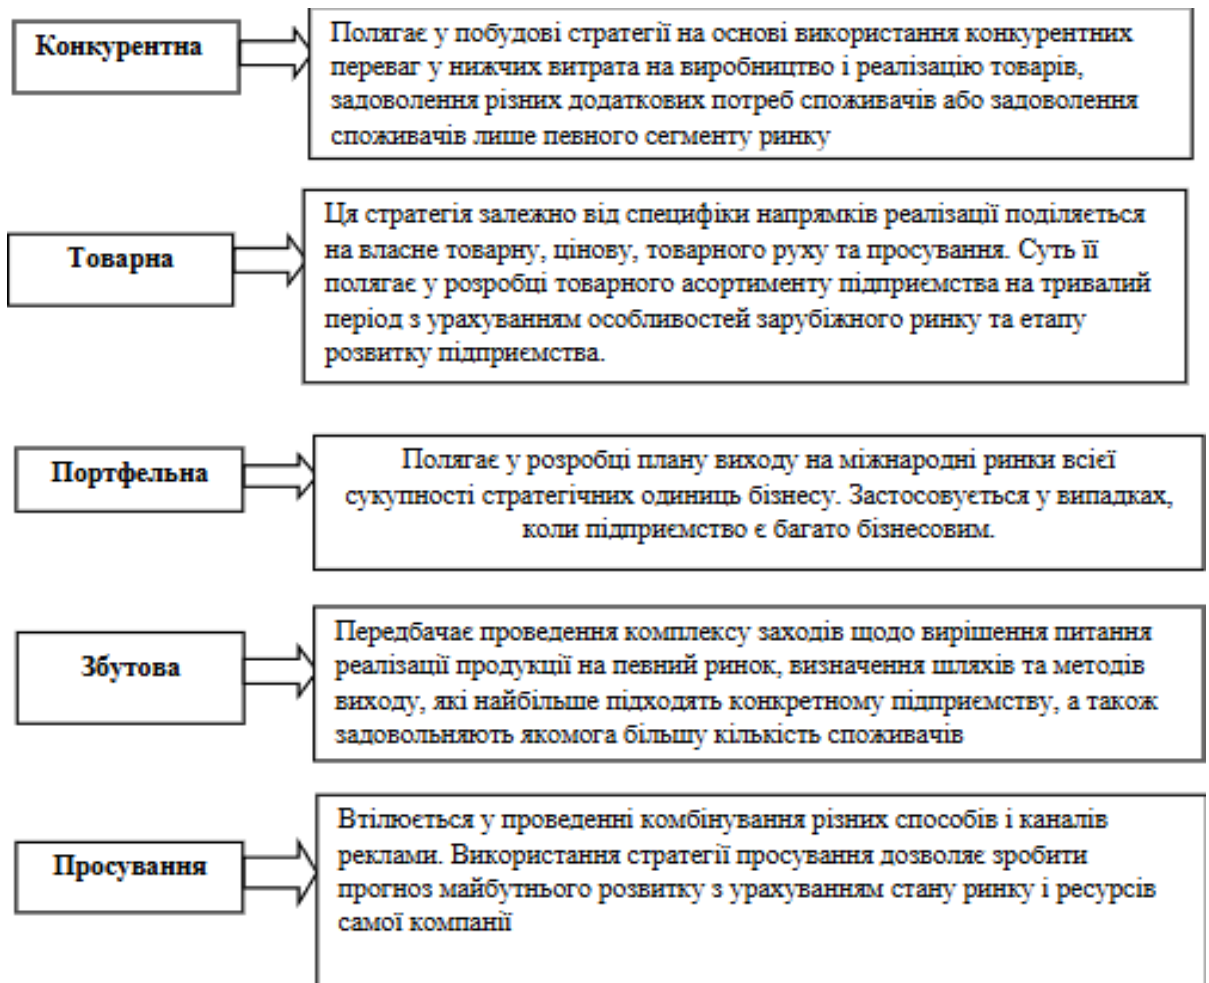 Конкурентна
Полягає у побудові стратегії на основі використання конкурентних
переваг у нижчих витрата на виробництво і реалізацію товарів,
задоволення різних додаткових потреб споживачів або задоволення
споживачів лише певного сегменту ринку
Товарна
Ця стратегія залежно від специфіки напрямків реалізації поділяється
на власне товарну, цінову, товарного руху та просування. Суть її
полягає у розробці товарного асортименту підприємства на тривалий
період з урахуванням особливостей зарубіжного ринку та етапу
розвитку підприємства.
Портфельна
Полягає у розробці плану виходу на міжнародні ринки всієї
сукупності стратегічних одиниць бізнесу. Застосовується у випадках,
коли підприємство є багато бізнесовим.
Збутова
Передбачає проведення комплексу заходів щодо вирішення питання
реалізації продукції на певний ринок, визначення шляхів та методів
виходу, які найбільше підходять конкретному підприємству, а також
задовольняють якомога більшу кількість споживачів
Просування
Втілюється у проведенні комбінування різних способів і каналів
реклами. Використання стратегії просування дозволяє зробити
прогноз майбутнього розвитку з урахуванням стану ринку і ресурсів
самої компанії